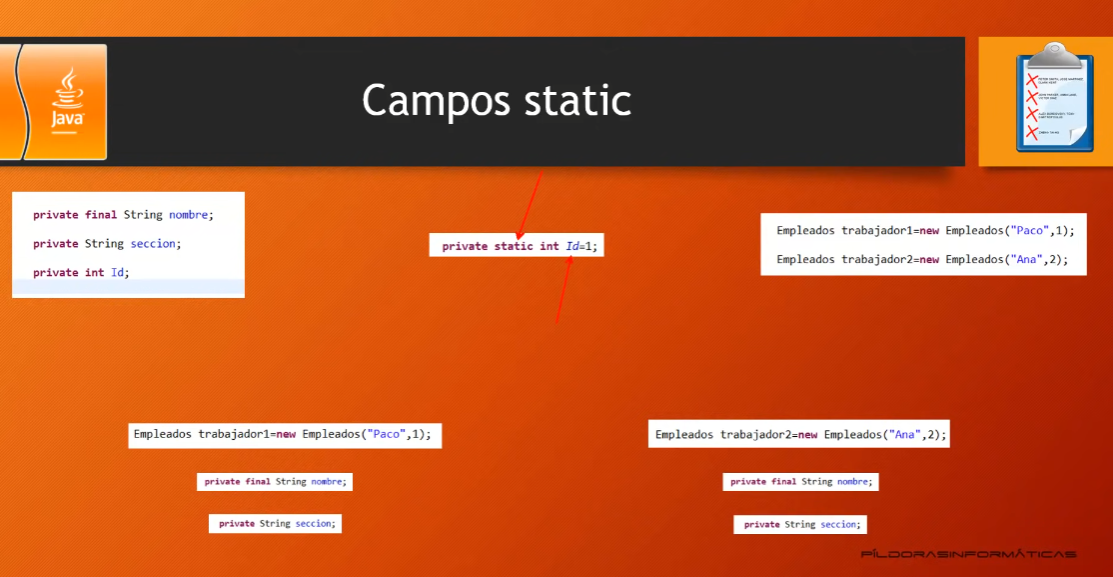 Campos static
Java
private final String nombre;
private String seccion;
private int Id;
private static int Id=1;
Empleados trabajador1=new Empleados("Paco",1);
Empleados trabajador2=new Empleados("Ana",2);
Empleados trabajador1=new Empleados("Paco",1);
private final String nombre;
private String seccion;
Empleados trabajador2=new Empleados("Ana",2);
private final String nombre;
private String seccion;
PÍLDORASINFORMÁTICAS